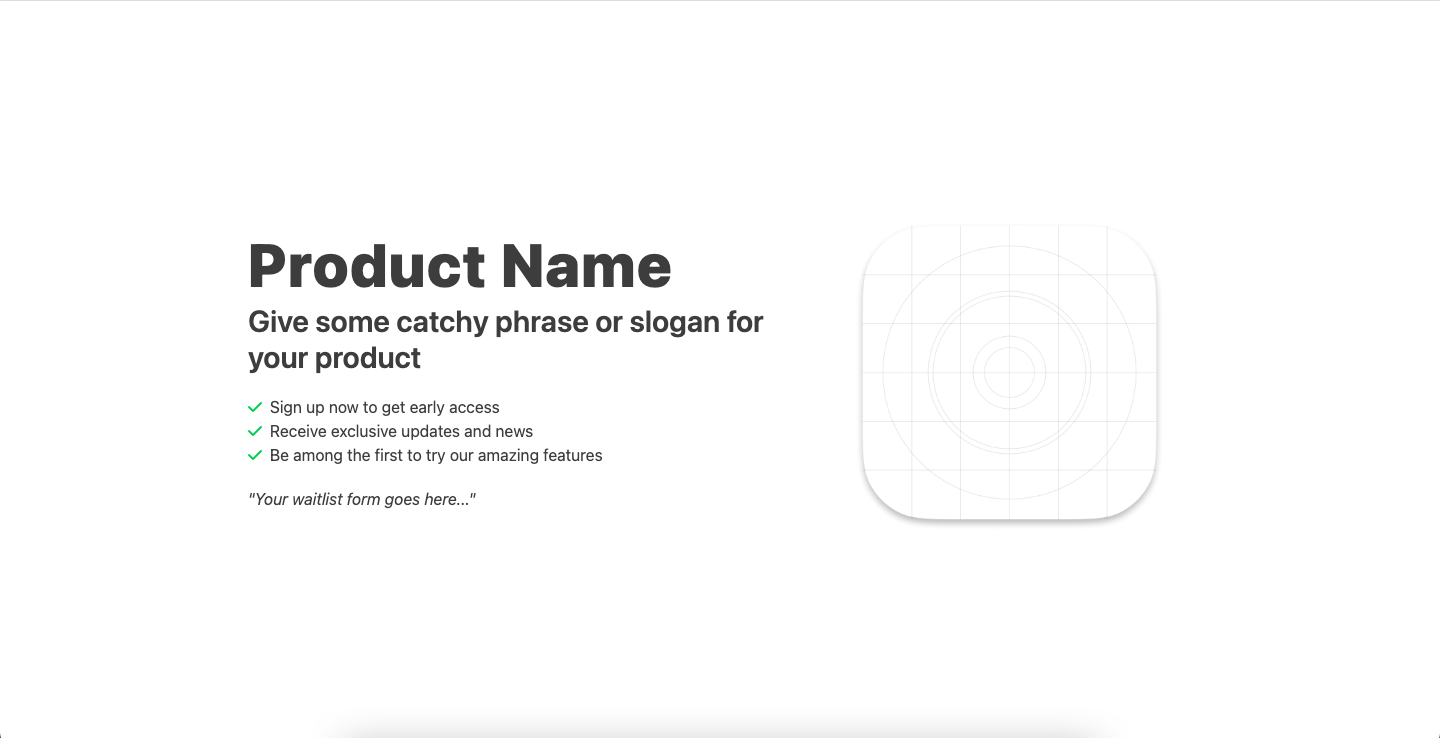 Product Name
Give some catchy phrase or slogan for
your product
Sign up now to get early access
Receive exclusive updates and news
Be among the first to try our amazing features
"Your waitlist form goes here..."